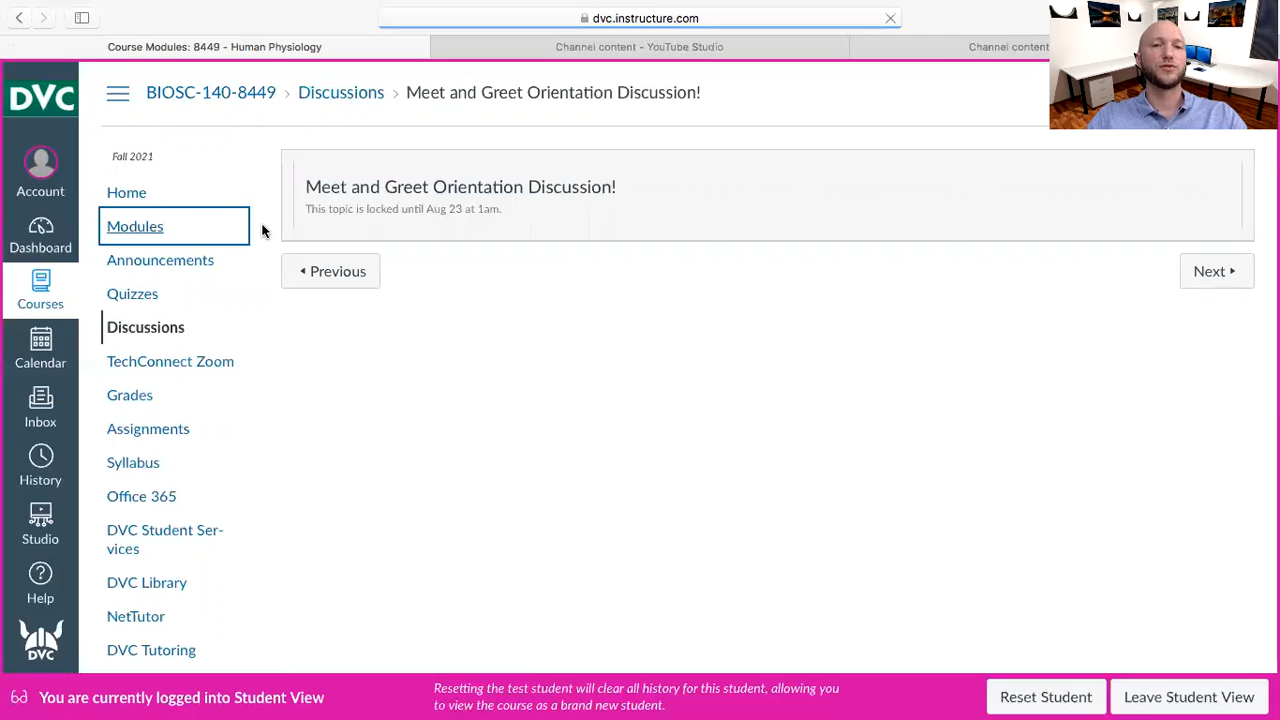 dvc.instructure.com
Course Modules: 8449 - Human Physiology
Channel content - YouTube Studio
Channel content
DVC
BIOSC-140-8449 › Discussions › Meet and Greet Orientation Discussion!
Account
Dashboard
Courses
Calendar
Inbox
History
Studio
Help
DVC
Fall 2021
Home
Modules
Announcements
Quizzes
Discussions
TechConnect Zoom
Grades
Assignments
Syllabus
Office 365
DVC Student Ser-
vices
DVC Library
NetTutor
DVC Tutoring
Meet and Greet Orientation Discussion!
This topic is locked until Aug 23 at 1am.
Previous
Next
You are currently logged into Student View
Resetting the test student will clear all history for this student, allowing you
to view the course as a brand new student.
Reset Student
Leave Student View